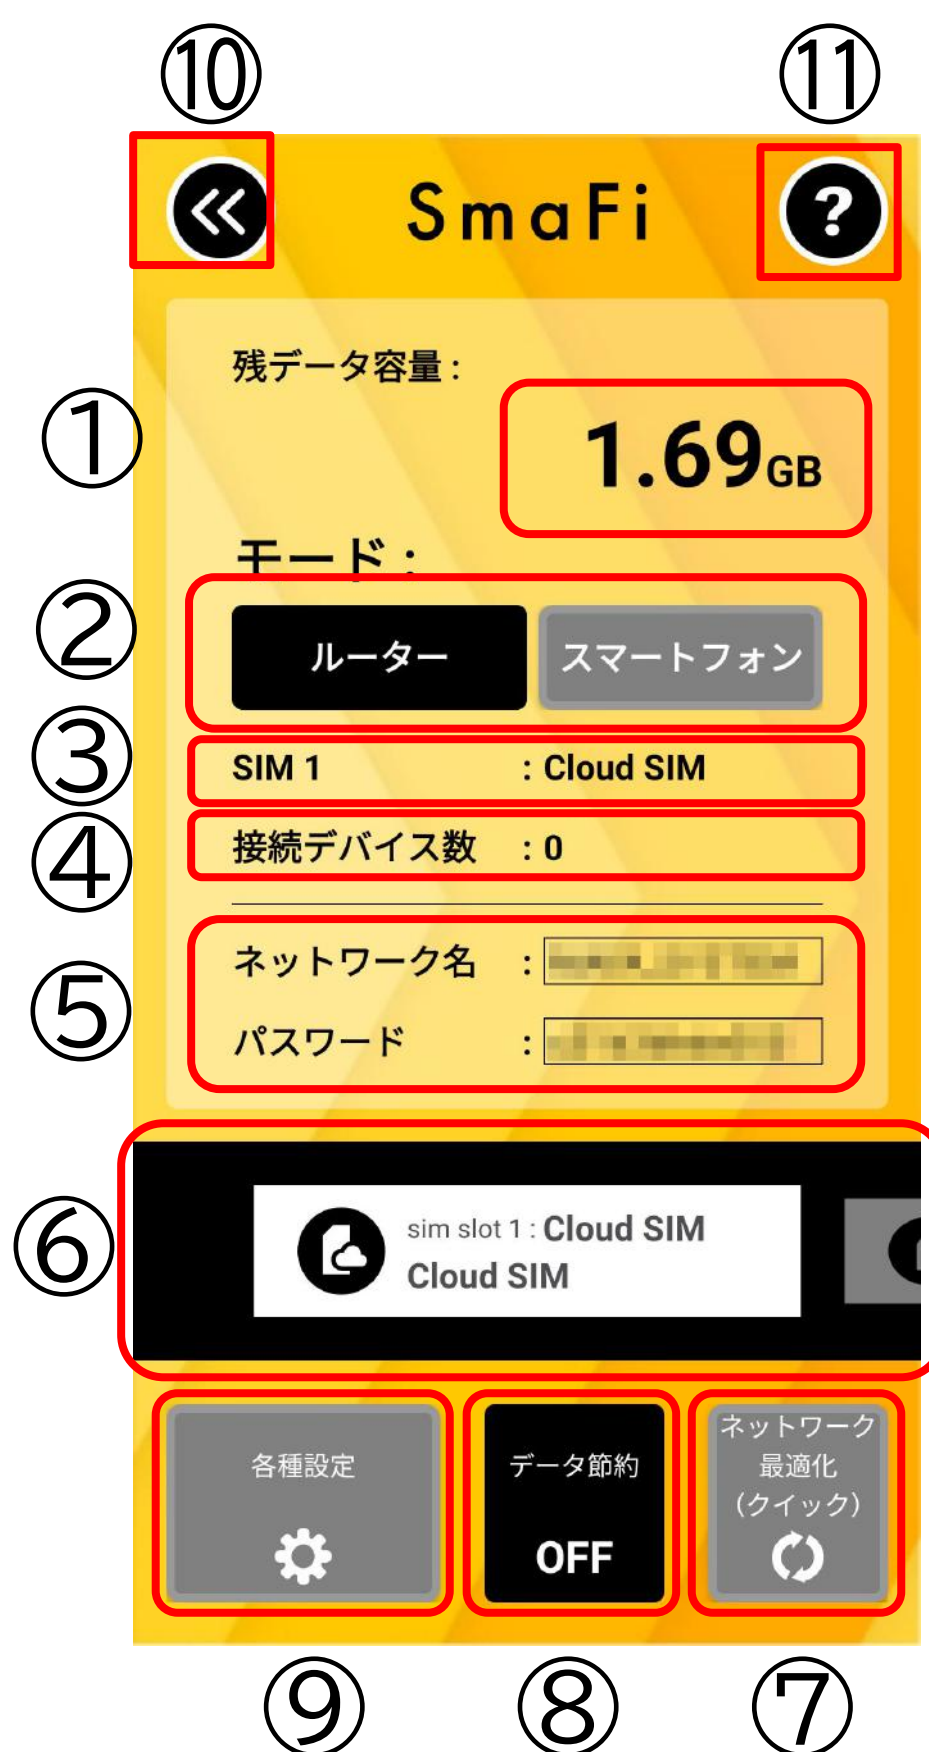 ⑩ ⑪
SmaFi
?
残データ容量 :
① 1.69GB
モード :
② ルーター スマートフォン
③ SIM 1 : Cloud SIM
④ 接続デバイス数 : 0
⑤ ネットワーク名 :
パスワード :
⑥ sim slot 1 : Cloud SIM
Cloud SIM
各種設定
データ節約
OFF
ネットワーク
最適化
(クイック)
⑨ ⑧ ⑦